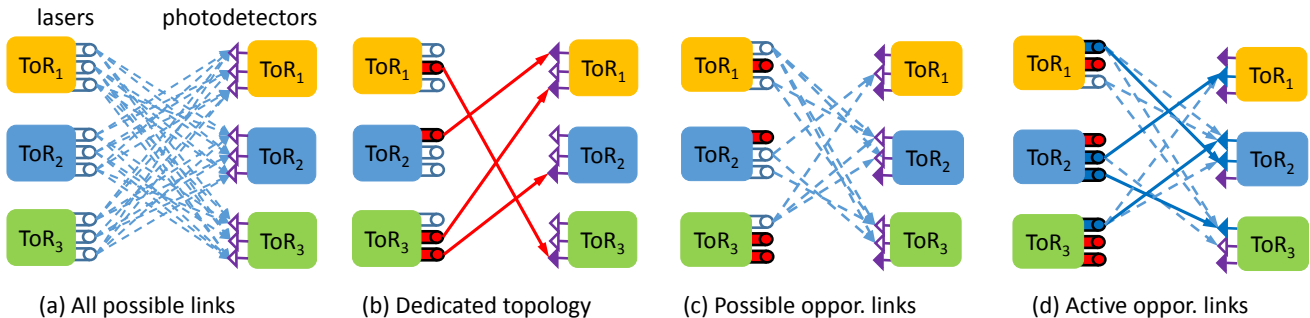 lasers photodetectors
ToR1 ToR1 ToR1 ToR1 ToR1 ToR1 ToR1 ToR1
ToR2 ToR2 ToR2 ToR2 ToR2 ToR2 ToR2 ToR2
ToR3 ToR3 ToR3 ToR3 ToR3 ToR3 ToR3 ToR3
(a) All possible links (b) Dedicated topology (c) Possible oppor. links (d) Active oppor. links